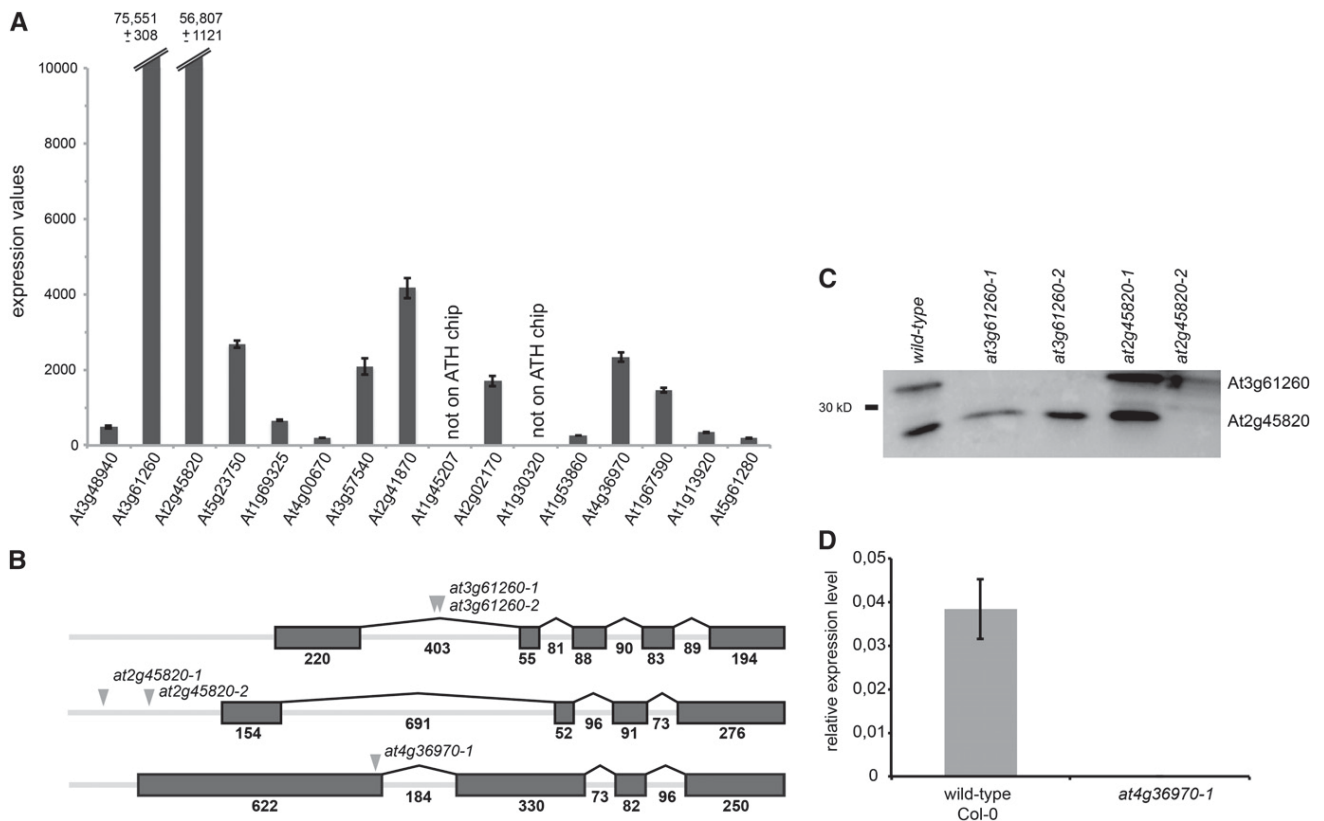 A
75,551
± 308
56,807
± 1121
10000
8000
6000
4000
2000
0
expression values
not on ATH chip
not on ATH chip
At3g48940
At3g61260
At2g45820
At5g23750
At1g69325
At4g00670
At3g57540
At2g41870
At1g45207
At2g02170
At1g30320
At1g53860
At4g36970
At1g67590
At1g13920
At5g61280
B
at3g61260-1
at3g61260-2
220 403 55 81 88 90 83 89 194
at2g45820-1
at2g45820-2
154 691 52 96 91 73 276
at4g36970-1
622 184 330 73 82 96 250
C
wild-type
at3g61260-1
at3g61260-2
at2g45820-1
at2g45820-2
30 kD
At3g61260
At2g45820
D
relative expression level
0,05
0,04
0,03
0,02
0,01
0
wild-type
Col-0
at4g36970-1